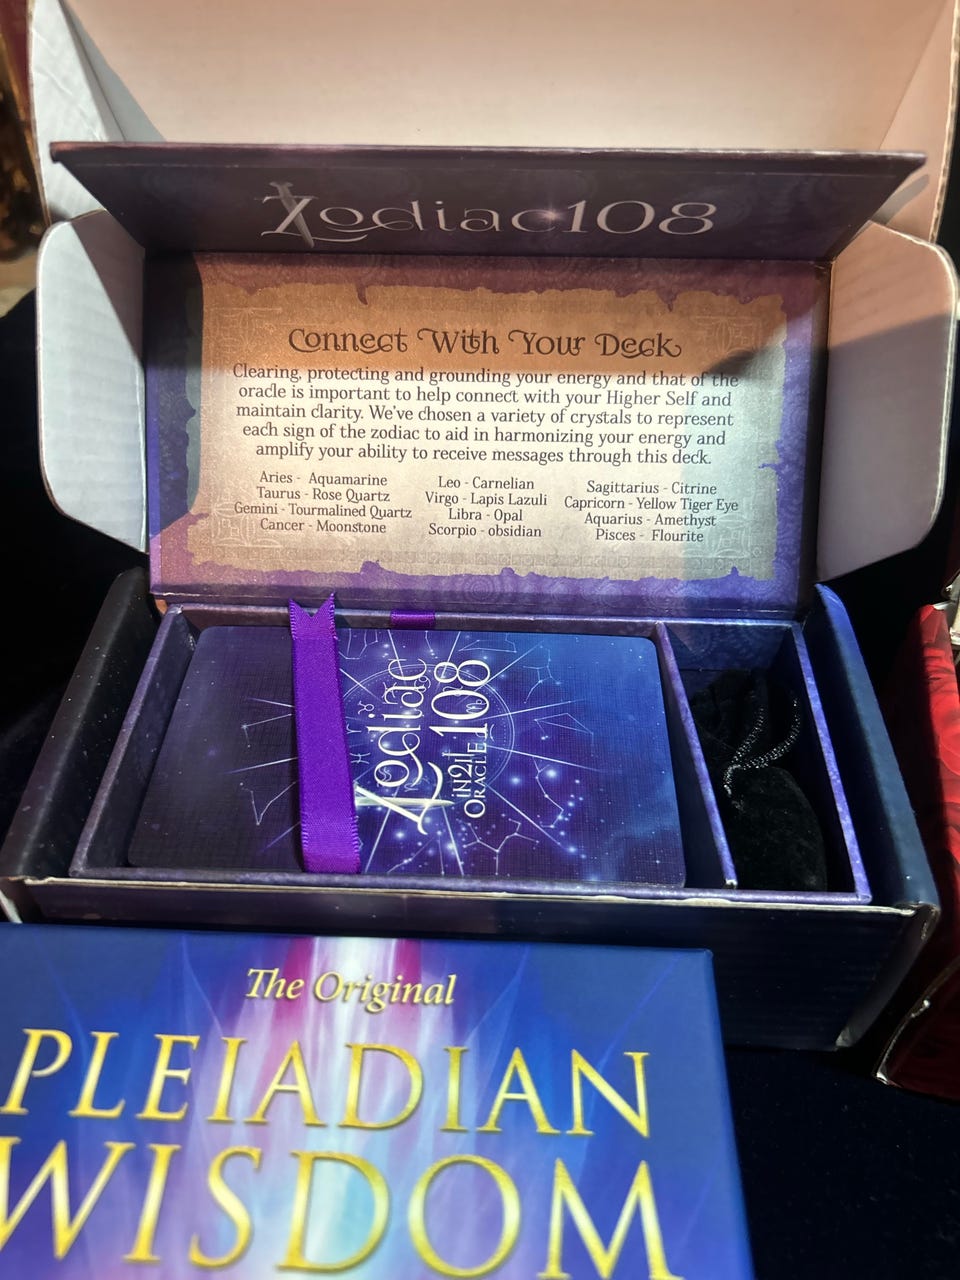 Zodiac108
Connect With Your Deck
Clearing, protecting and grounding your energy and that of the
oracle is important to help connect with your Higher Self and
maintain clarity. We've chosen a variety of crystals to represent
each sign of the zodiac to aid in harmonizing your energy and
amplify your ability to receive messages through this deck.
Aries - Aquamarine
Taurus - Rose Quartz
Gemini - Tourmalined Quartz
Cancer - Moonstone
Leo - Carnelian
Virgo - Lapis Lazuli
Libra - Opal
Scorpio - obsidian
Sagittarius - Citrine
Capricorn - Yellow Tiger Eye
Aquarius - Amethyst
Pisces - Flourite
Zodiac
IN2IT
ORACLE
108
The Original
PLEIADIAN
WISDOM